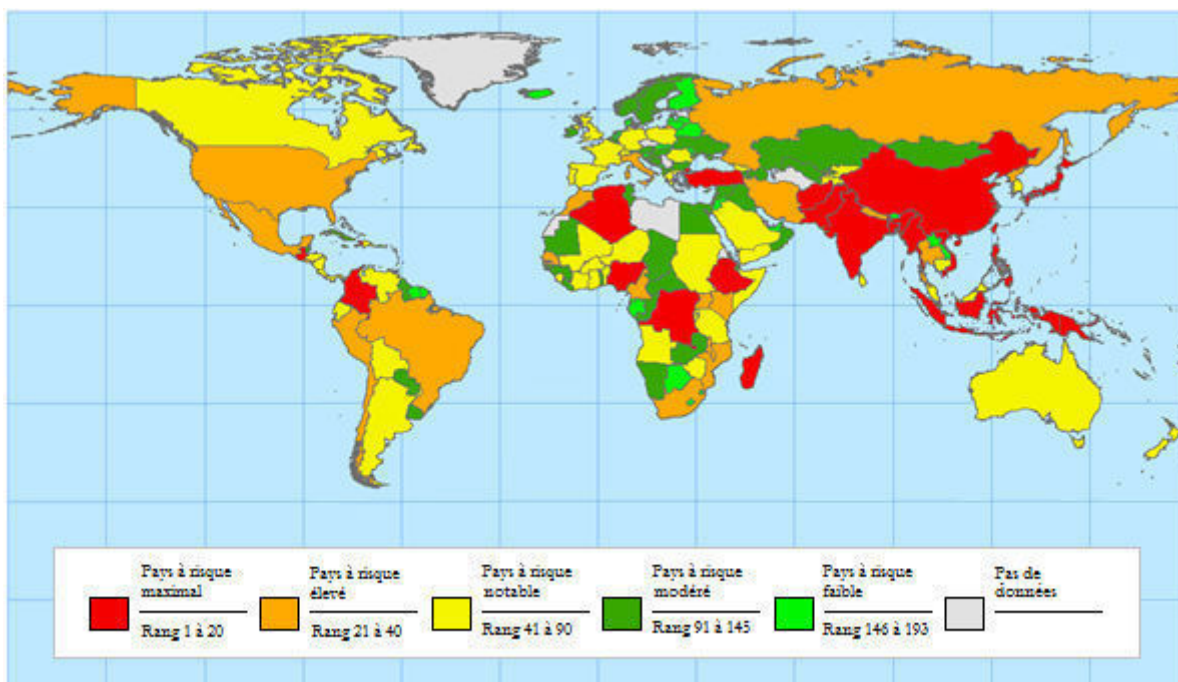 Pays à risque
maximal
Rang 1 à 20
Pays à risque
élevé
Rang 21 à 40
Pays à risque
notable
Rang 41 à 90
Pays à risque
modéré
Rang 91 à 145
Pays à risque
faible
Rang 146 à 193
Pas de
données